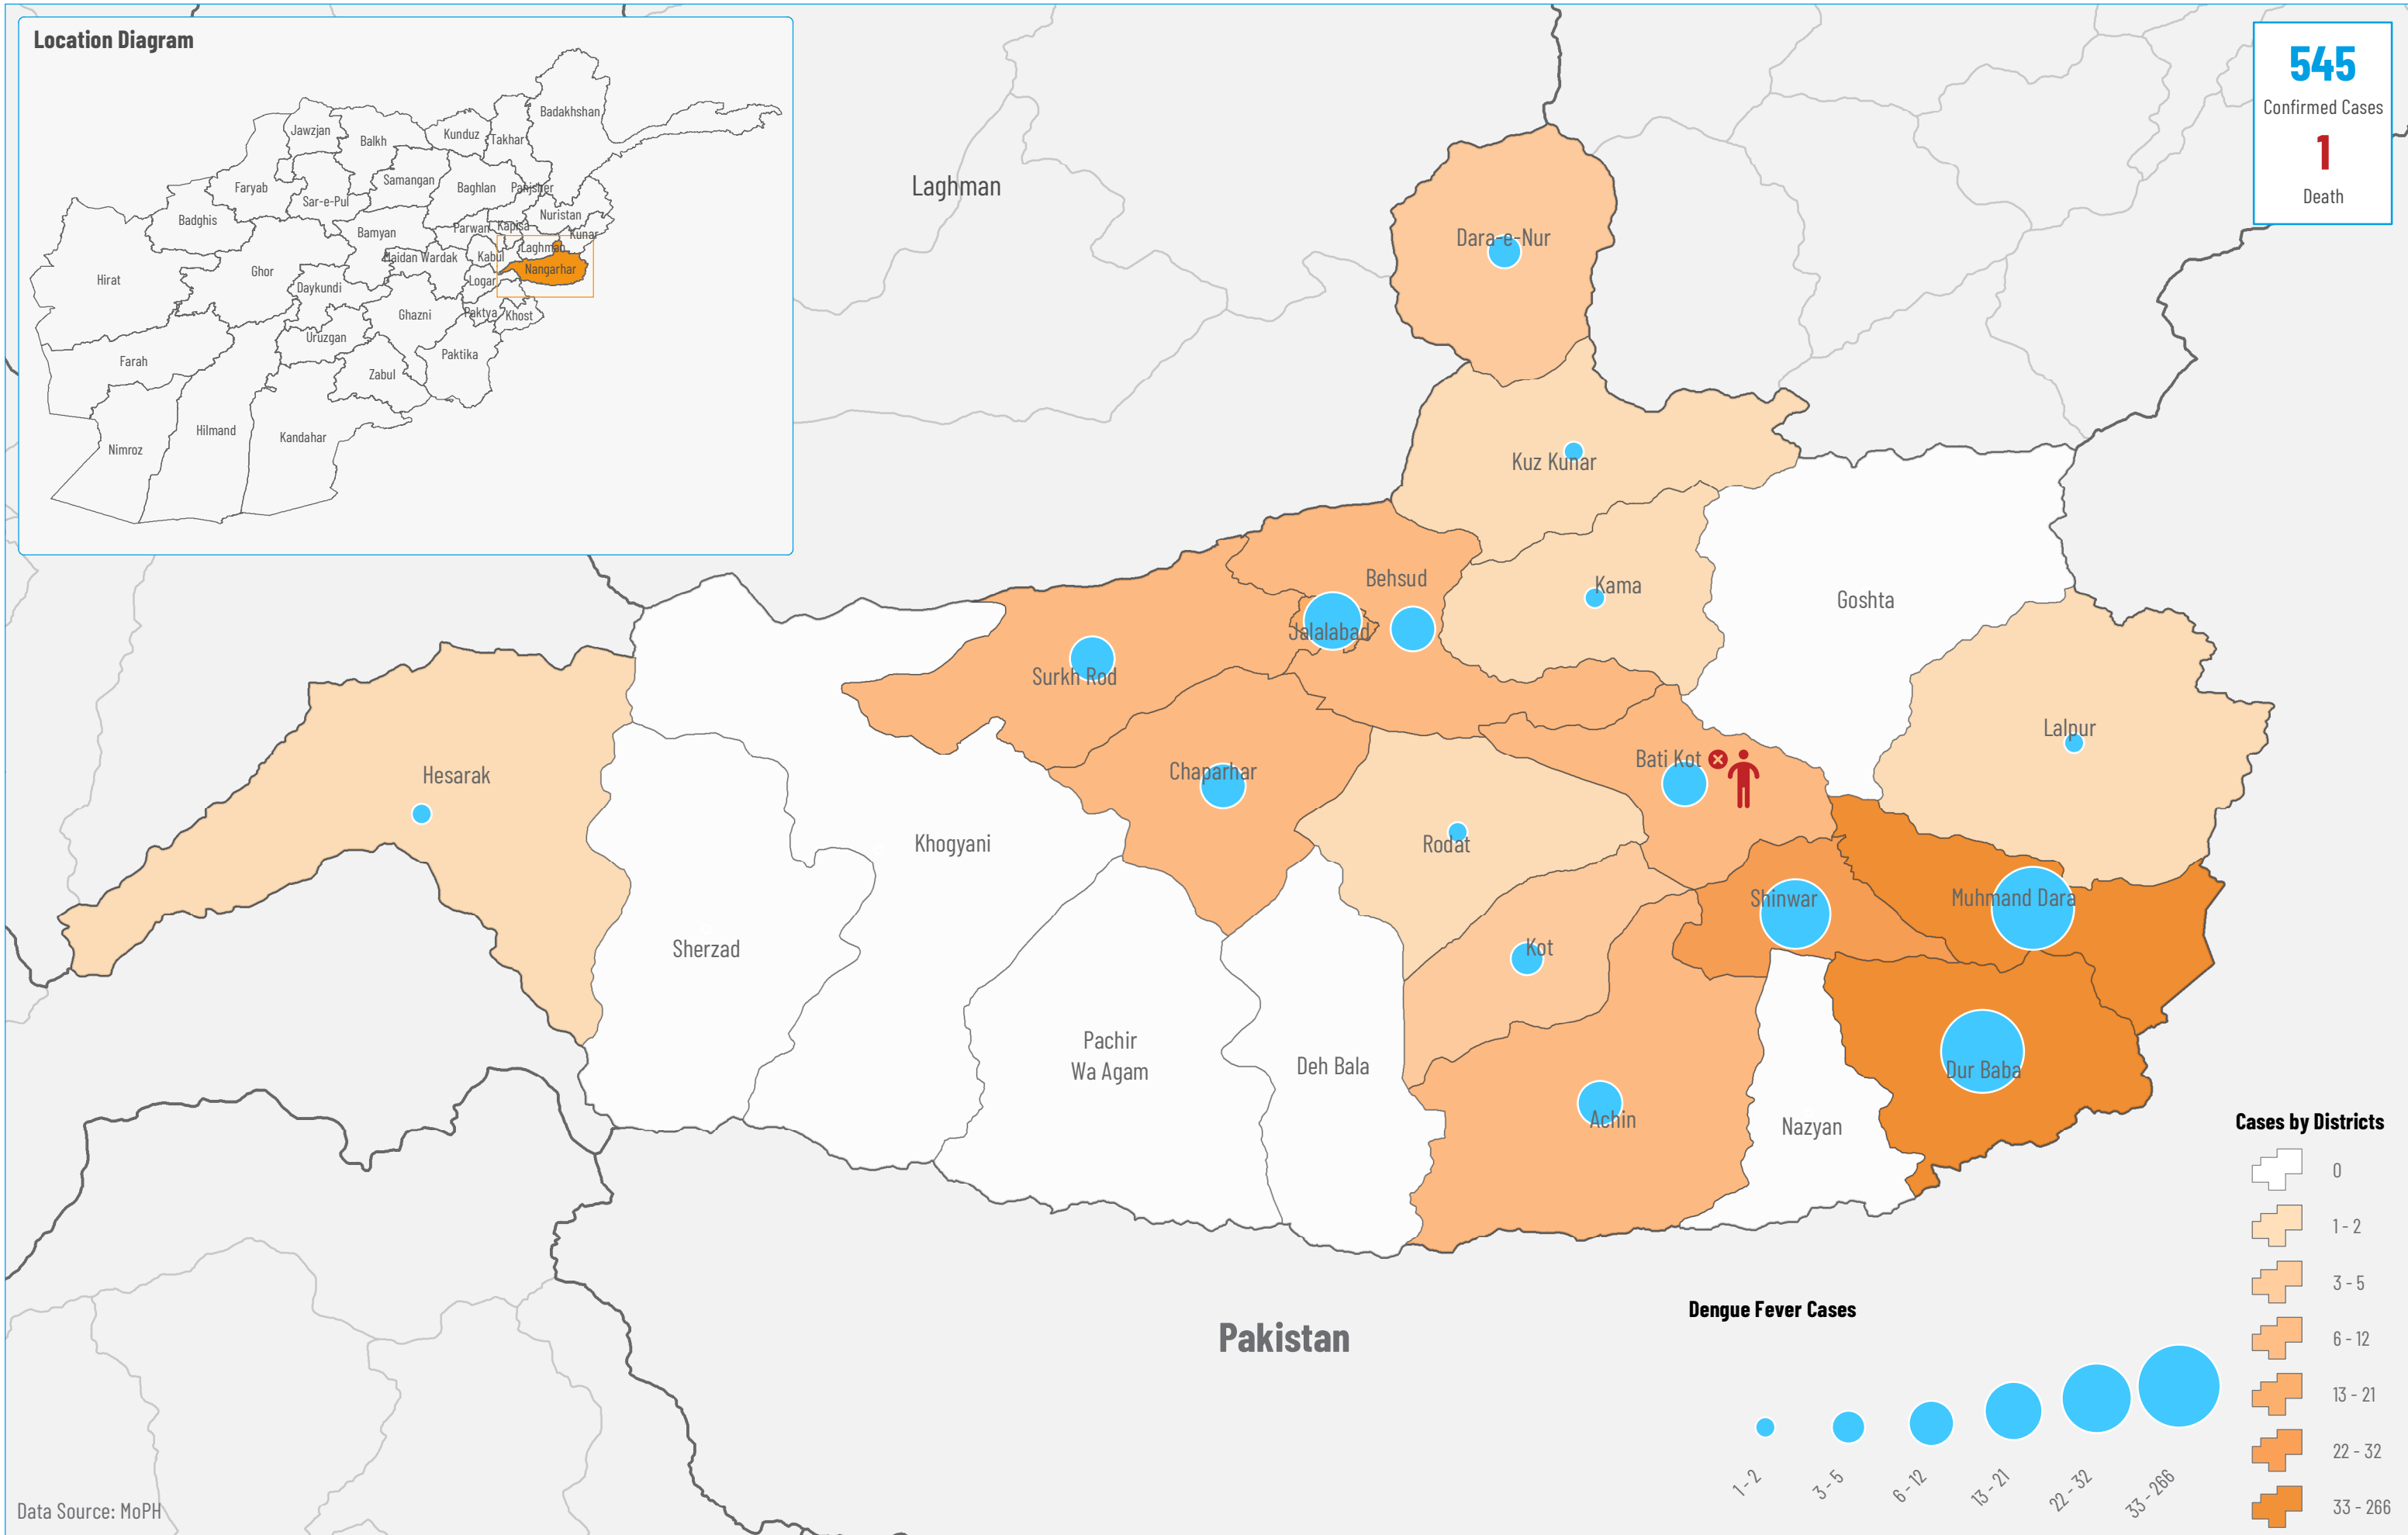 Location Diagram
Badakhshan
Jawzjan
Balkh
Kunduz
Takhar
Faryab
Samangan
Baghlan
Panjsher
Sar-e-Pul
Badghis
Nuristan
Bamyan
Parwan
Kapisa
Kunar
Laghman
Maidan Wardak
Kabul
Nangarhar
Hirat
Ghor
Daykundi
Logar
Ghazni
Paktya
Khost
Uruzgan
Farah
Paktika
Zabul
Hilmand
Kandahar
Nimroz
545
Confirmed Cases
1
Death
Laghman
Dara-e-Nur
Kuz Kunar
Behsud
Kama
Goshta
Jalalabad
Surkh Rod
Lalpur
Hesarak
Chaparhar
Bati Kot
Khogyani
Rodat
Shinwar
Muhmand Dara
Sherzad
Kot
Pachir
Wa Agam
Deh Bala
Dur Baba
Achin
Nazyan
Pakistan
Cases by Districts
0
1 - 2
3 - 5
6 - 12
13 - 21
22 - 32
33 - 266
Dengue Fever Cases
1 - 2
3 - 5
6 - 12
13 - 21
22 - 32
33 - 266
Data Source: MoPH